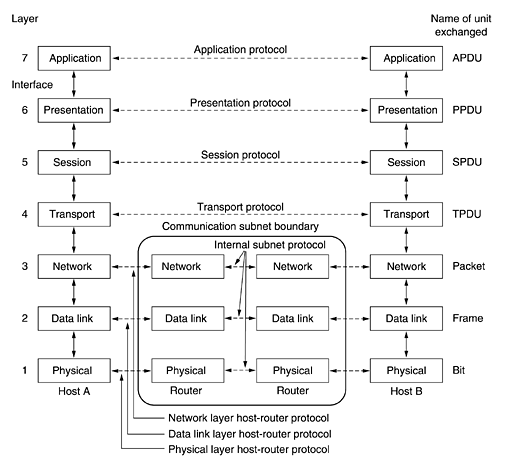 Layer
Name of unit
exchanged
Application protocol
7 Application Application APDU
Interface
Presentation protocol
6 Presentation Presentation PPDU
Session protocol
5 Session Session SPDU
Transport protocol
4 Transport Transport TPDU
Communication subnet boundary
Internal subnet protocol
3 Network Network Network Network Packet
2 Data link Data link Data link Data link Frame
1 Physical Physical Physical Physical Bit
Host A Router Router Host B
Network layer host-router protocol
Data link layer host-router protocol
Physical layer host-router protocol